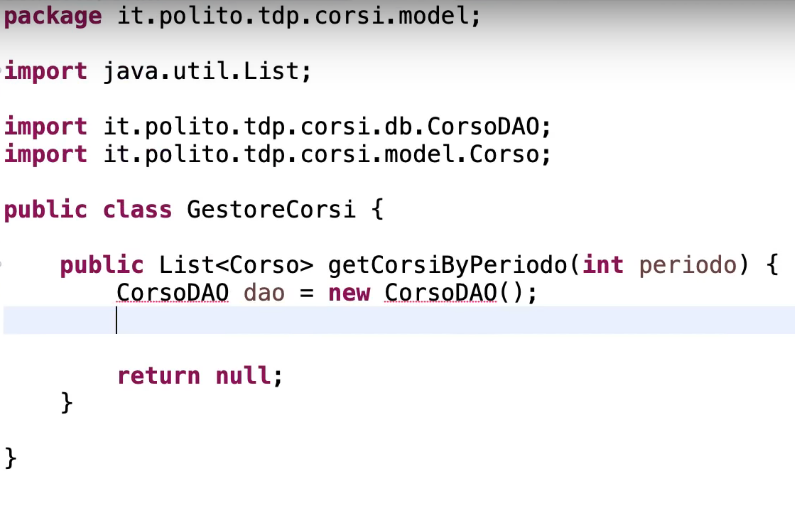 package it.polito.tdp.corsi.model;
import java.util.List;
import it.polito.tdp.corsi.db.CorsoDAO;
import it.polito.tdp.corsi.model.Corso;
public class GestoreCorsi {
public List<Corso> getCorsiByPeriodo(int periodo) {
CorsoDAO dao = new CorsoDAO();
return null;
}
}